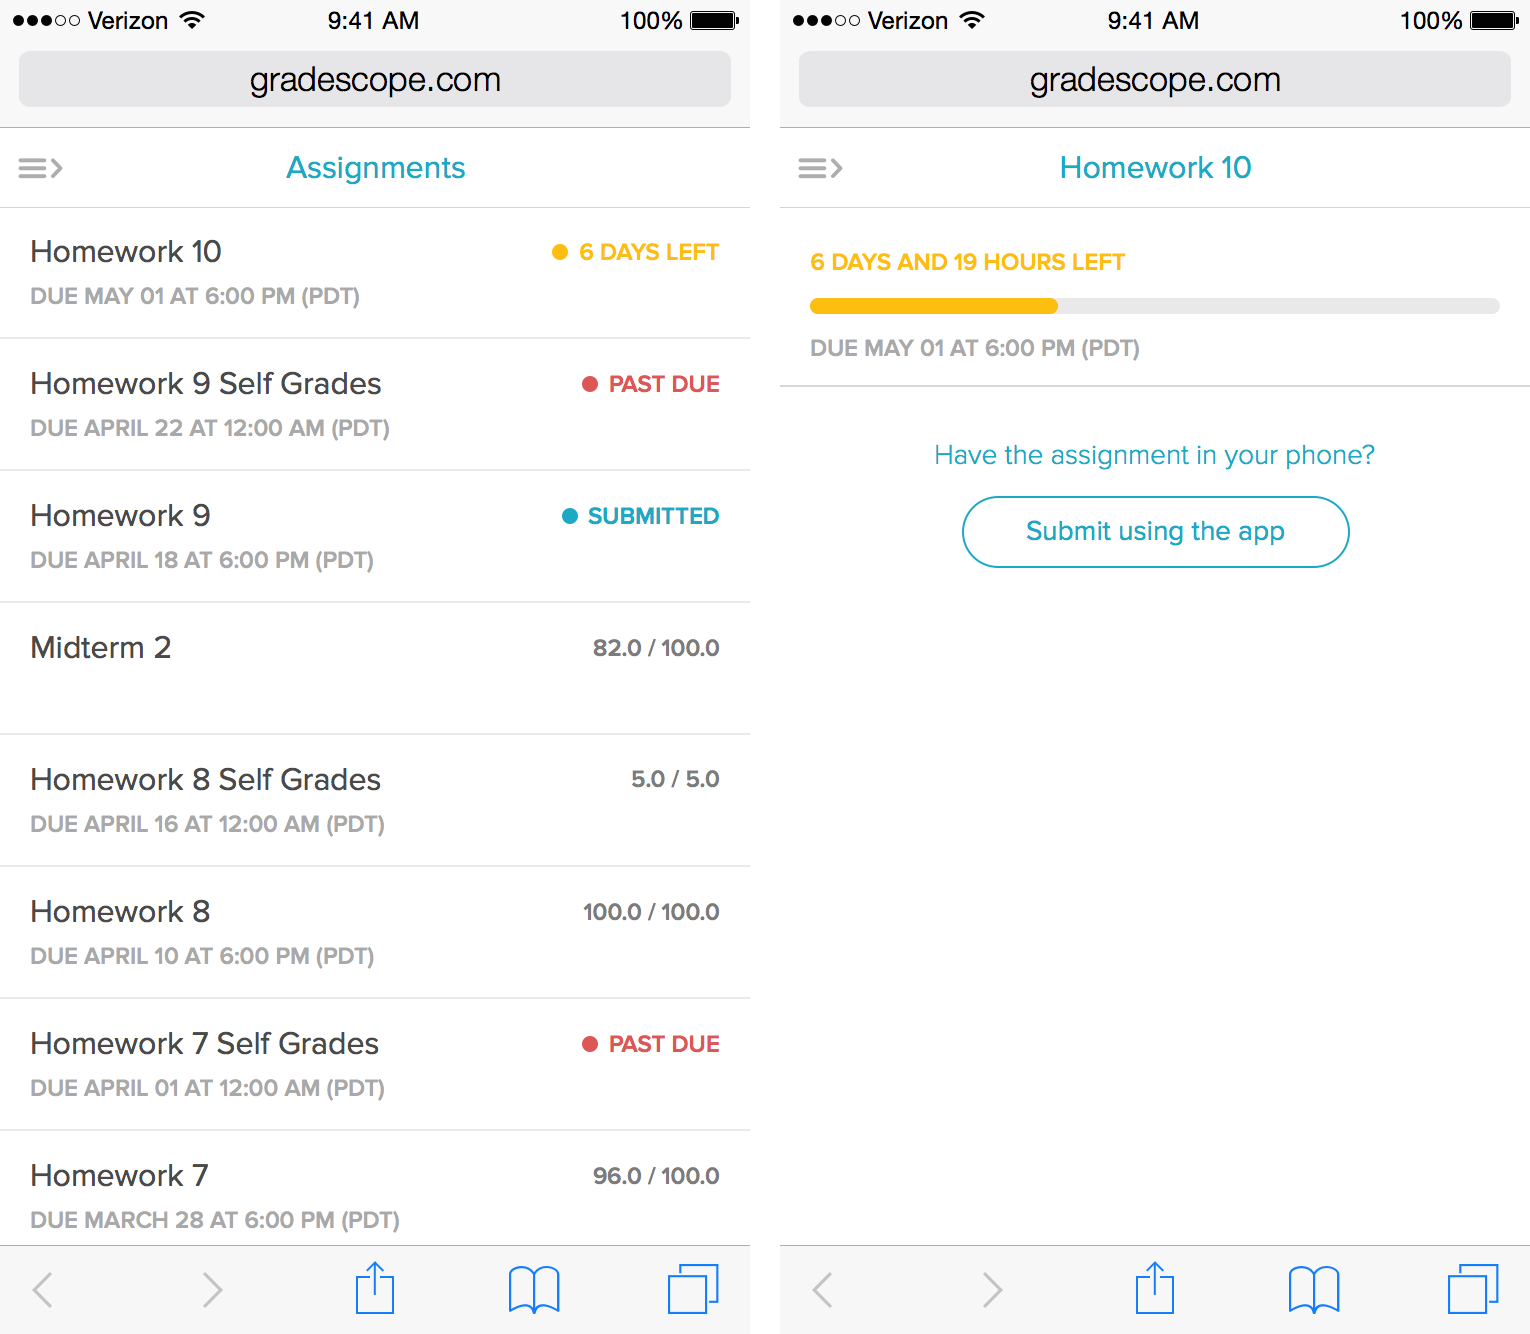 Verizon 9:41 AM 100%
gradescope.com
Assignments
Homework 10 6 DAYS LEFT
DUE MAY 01 AT 6:00 PM (PDT)
Homework 9 Self Grades PAST DUE
DUE APRIL 22 AT 12:00 AM (PDT)
Homework 9 SUBMITTED
DUE APRIL 18 AT 6:00 PM (PDT)
Midterm 2 82.0 / 100.0
Homework 8 Self Grades 5.0 / 5.0
DUE APRIL 16 AT 12:00 AM (PDT)
Homework 8 100.0 / 100.0
DUE APRIL 10 AT 6:00 PM (PDT)
Homework 7 Self Grades PAST DUE
DUE APRIL 01 AT 12:00 AM (PDT)
Homework 7 96.0 / 100.0
DUE MARCH 28 AT 6:00 PM (PDT)
Verizon 9:41 AM 100%
gradescope.com
Homework 10
6 DAYS AND 19 HOURS LEFT
DUE MAY 01 AT 6:00 PM (PDT)
Have the assignment in your phone?
Submit using the app